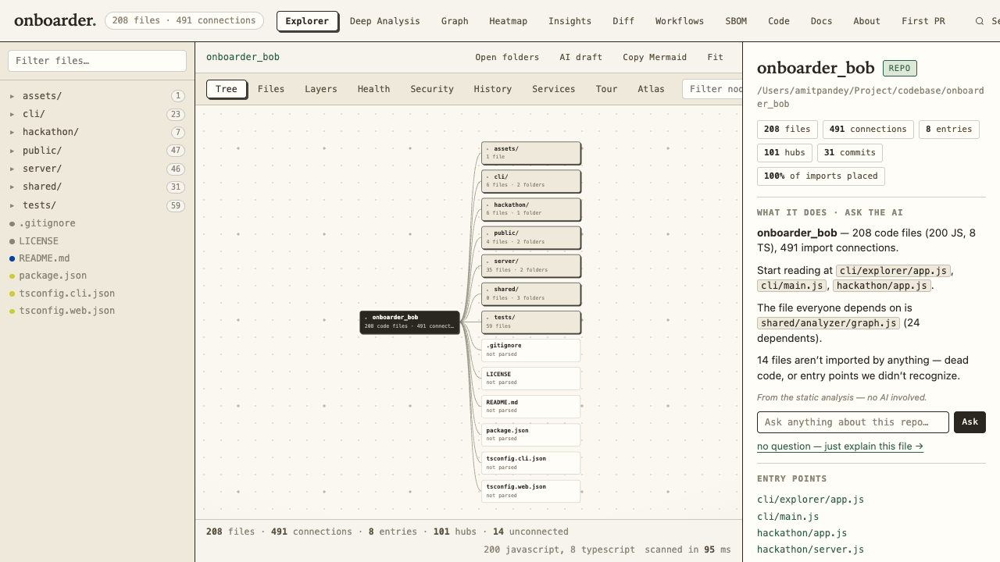 onboarder.
208 files · 491 connections
Explorer
Deep Analysis
Graph
Heatmap
Insights
Diff
Workflows
SBOM
Code
Docs
About
First PR
Filter files…
assets/ 1
cli/ 23
hackathon/ 7
public/ 47
server/ 46
shared/ 31
tests/ 59
.gitignore
LICENSE
README.md
package.json
tsconfig.cli.json
tsconfig.web.json
onboarder_bob
Open folders
AI draft
Copy Mermaid
Fit
Tree
Files
Layers
Health
Security
History
Services
Tour
Atlas
Filter
onboarder_bob
208 code files · 491 connect…
assets/
1 file
cli/
6 files · 2 folders
hackathon/
6 files · 1 folder
public/
4 files · 2 folders
server/
35 files · 2 folders
shared/
0 files · 3 folders
tests/
59 files
.gitignore
not parsed
LICENSE
not parsed
README.md
not parsed
package.json
not parsed
tsconfig.cli.json
not parsed
tsconfig.web.json
not parsed
208 files · 491 connections · 8 entries · 101 hubs · 14 unconnected
200 javascript, 8 typescript scanned in 95 ms
onboarder_bob
REPO
/Users/amitpandey/Project/codebase/onboard
er_bob
208 files
491 connections
8 entries
101 hubs
31 commits
100% of imports placed
WHAT IT DOES · ASK THE AI
onboarder_bob — 208 code files (200 JS, 8
TS), 491 import connections.
Start reading at cli/explorer/app.js,
cli/main.js, hackathon/app.js.
The file everyone depends on is
shared/analyzer/graph.js (24
dependents).
14 files aren’t imported by anything — dead
code, or entry points we didn’t recognize.
From the static analysis — no AI involved.
Ask anything about this repo…
Ask
no question — just explain this file →
ENTRY POINTS
cli/explorer/app.js
cli/main.js
hackathon/app.js
hackathon/server.js